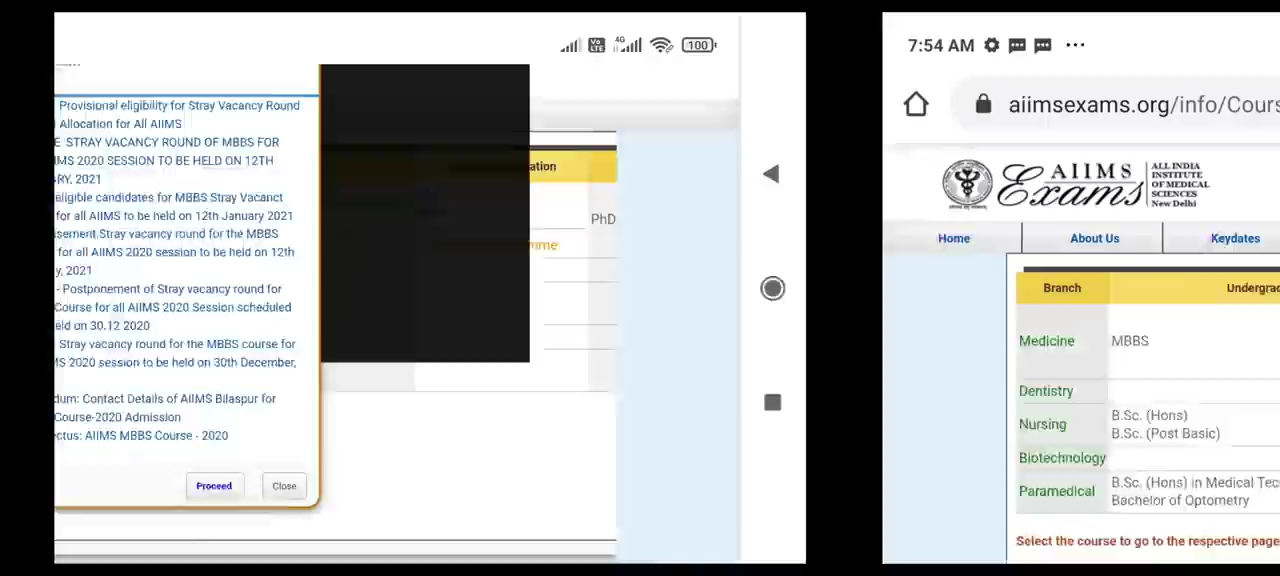 4G
Vo
LTE
100
Provisional eligibility for Stray Vacancy Round
Allocation for All AIIMS
STRAY VACANCY ROUND OF MBBS FOR
2020 SESSION TO BE HELD ON 12TH
2021
eligible candidates for MBBS Stray Vacant
for all AIIMS to be held on 12th January 2021
Stray vacancy round for the MBBS
for all AIIMS 2020 session to be held on 12th
y, 2021
- Postponement of Stray vacancy round for
Course for all AIIMS 2020 Session scheduled
on 30.12 2020
Stray vacancy round for the MBBS course for
2020 session to be held on 30th December,
dum: Contact Details of AIIMS Bilaspur for
Course-2020 Admission
ctus: AIIMS MBBS Course - 2020
Proceed Close
ation
PhD
7:54 AM
aiimsexams.org/info/Cours
AIIMS
Exams
ALL INDIA
INSTITUTE
OF MEDICAL
SCIENCES
New Delhi
Home About Us Keydates
Branch Undergrad
Medicine MBBS
Dentistry
Nursing B.Sc. (Hons)
B.Sc. (Post Basic)
Biotechnology
Paramedical B.Sc. (Hons) in Medical Tec
Bachelor of Optometry
Select the course to go to the respective page